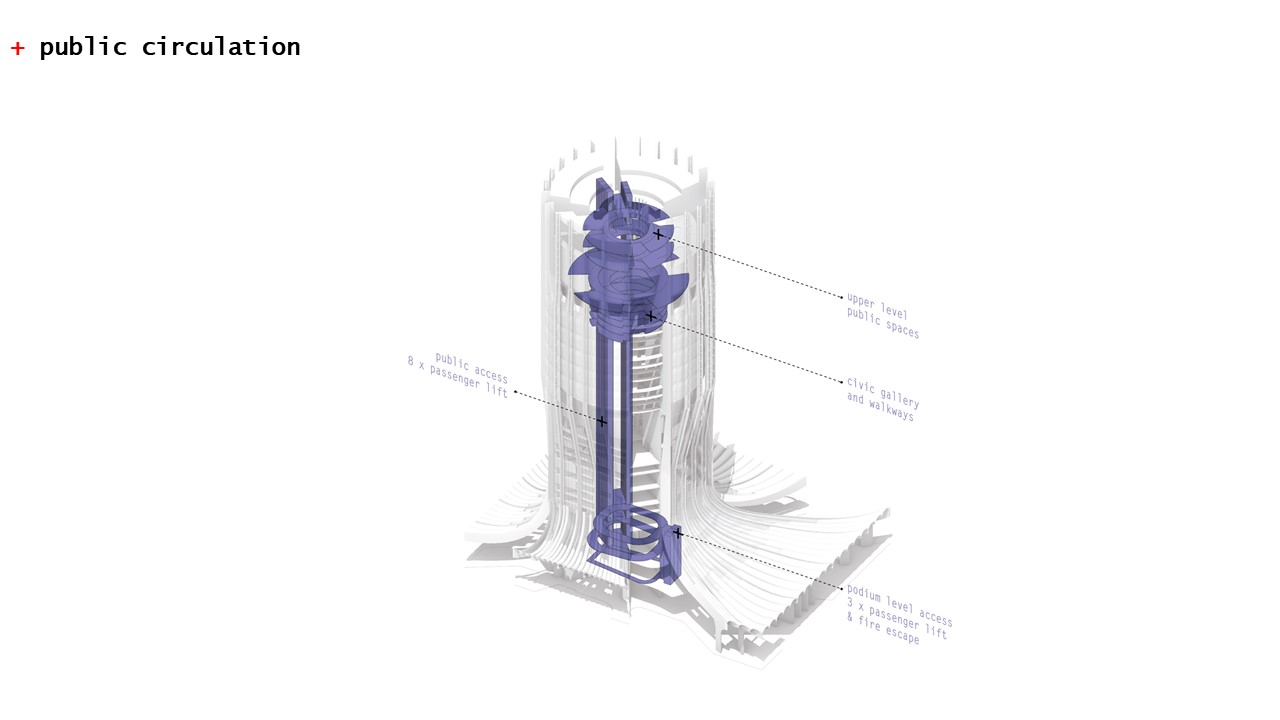 + public circulation
upper level
public spaces
public access
8 x passenger lift
civic gallery
and walkways
podium level access
3 x passenger lift
& fire escape